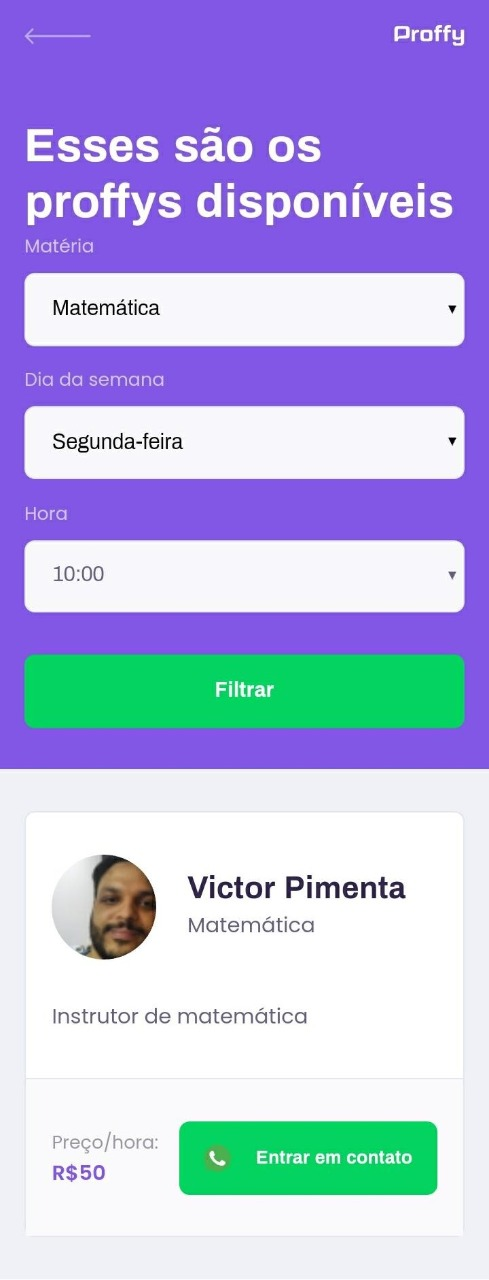 Proffy
Esses são os
proffys disponíveis
Matéria
Matemática
Dia da semana
Segunda-feira
Hora
10:00
Filtrar
Victor Pimenta
Matemática
Instrutor de matemática
Preço/hora:
R$50
Entrar em contato